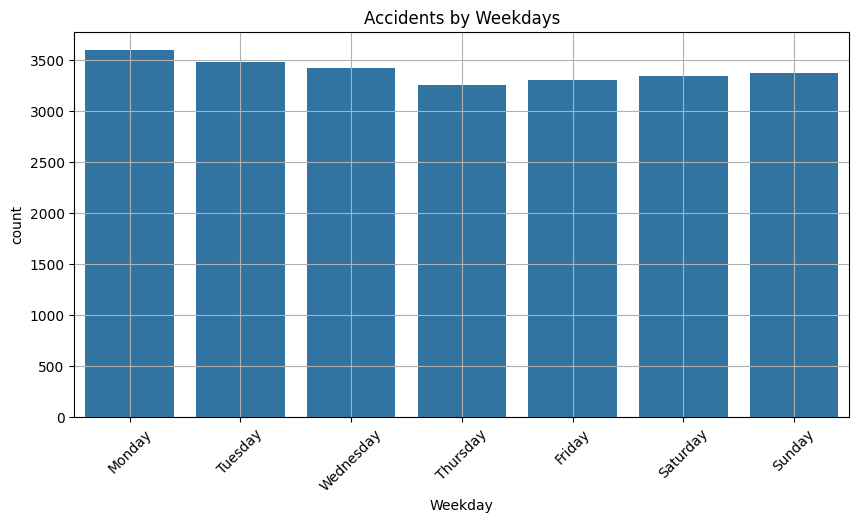 Accidents by Weekdays
count
3500
3000
2500
2000
1500
1000
500
0
Monday
Tuesday
Wednesday
Thursday
Friday
Saturday
Sunday
Weekday